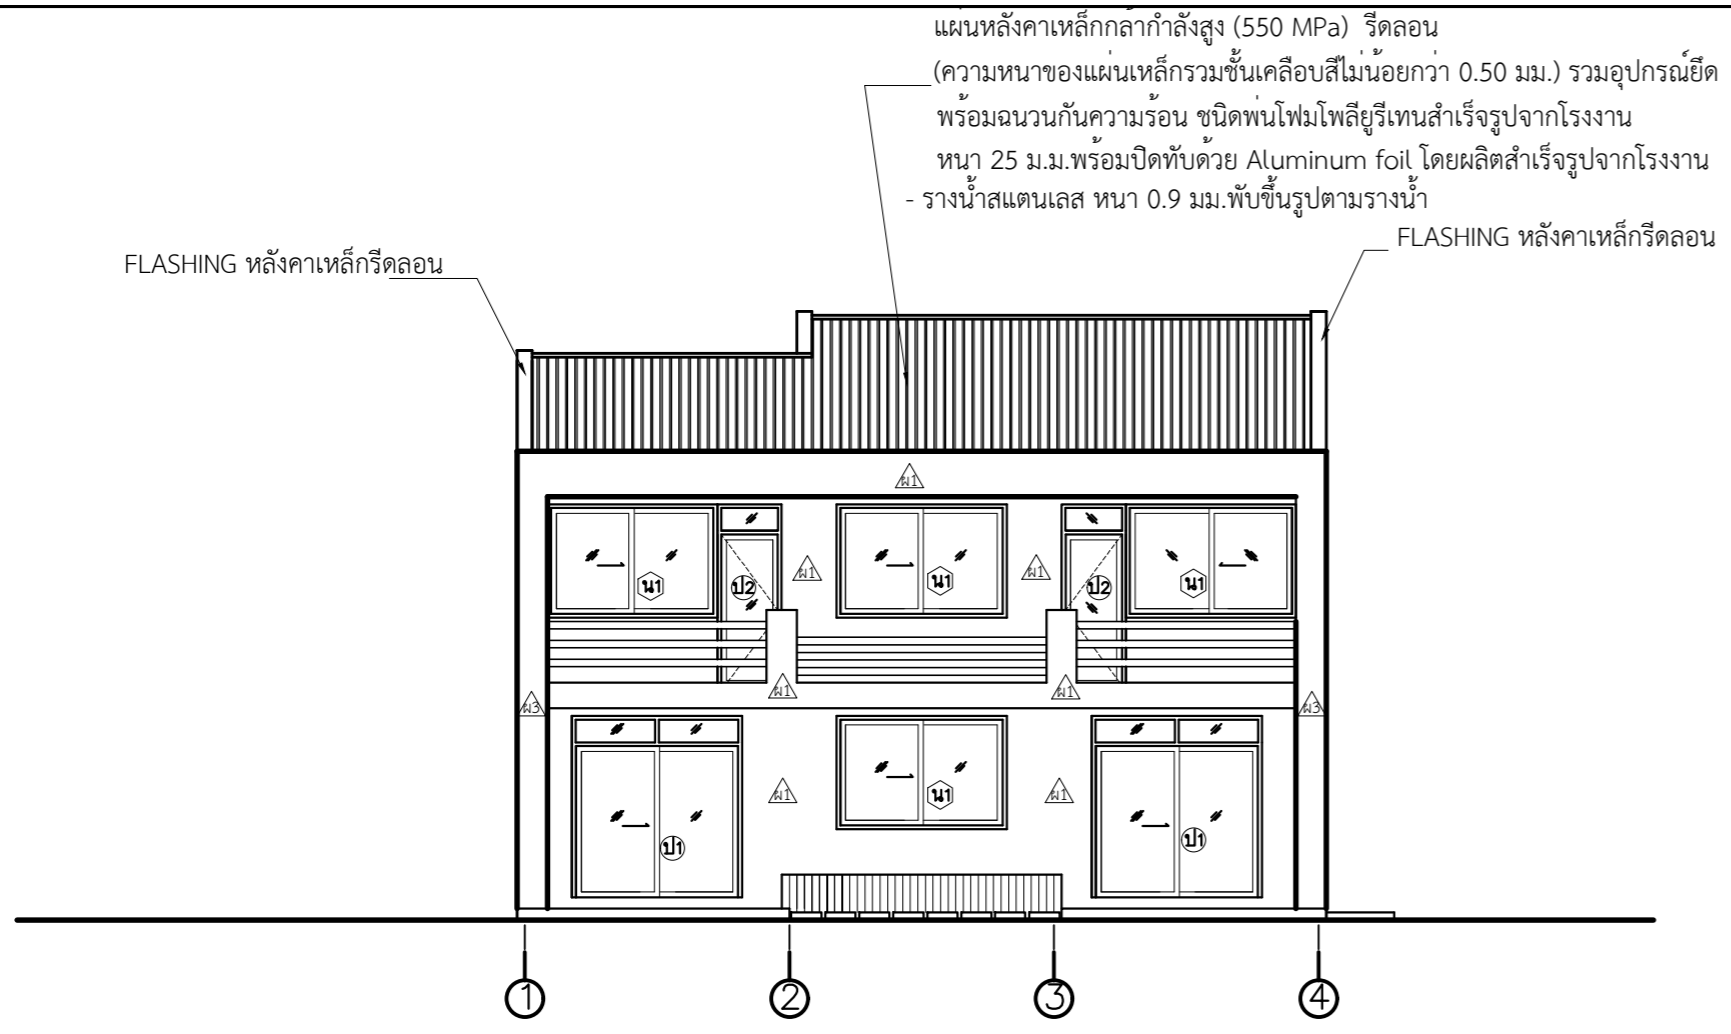 แผ่นหลังคาเหล็กกล้ากำลังสูง (550 MPa) รีดลอน
(ความหนาของแผ่นเหล็กรวมชั้นเคลือบสีไม่น้อยกว่า 0.50 มม.) รวมอุปกรณ์ยึด
พร้อมฉนวนกันความร้อน ชนิดพ่นโฟมโพลียูรีเทนสำเร็จรูปจากโรงงาน
หนา 25 ม.ม.พร้อมปิดทับด้วย Aluminum foil โดยผลิตสำเร็จรูปจากโรงงาน
- รางน้ำสแตนเลส หนา 0.9 มม.พับขึ้นรูปตามรางน้ำ
FLASHING หลังคาเหล็กรีดลอน
FLASHING หลังคาเหล็กรีดลอน
ผ1
น1
ป2
ผ1
น1
ผ1
ป2
น1
ผ3
ผ1
ผ1
ผ3
ป1
ผ1
น1
ผ1
ป1
1
2
3
4